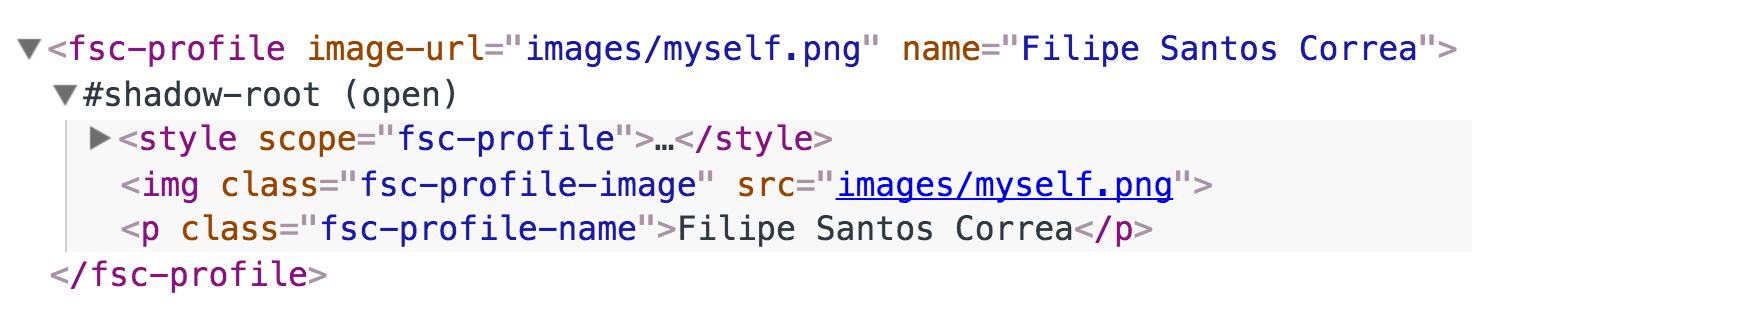 ▼<fsc-profile image-url="images/myself.png" name="Filipe Santos Correa">
▼#shadow-root (open)
▶<style scope="fsc-profile">…</style>
<img class="fsc-profile-image" src="images/myself.png">
<p class="fsc-profile-name">Filipe Santos Correa</p>
</fsc-profile>